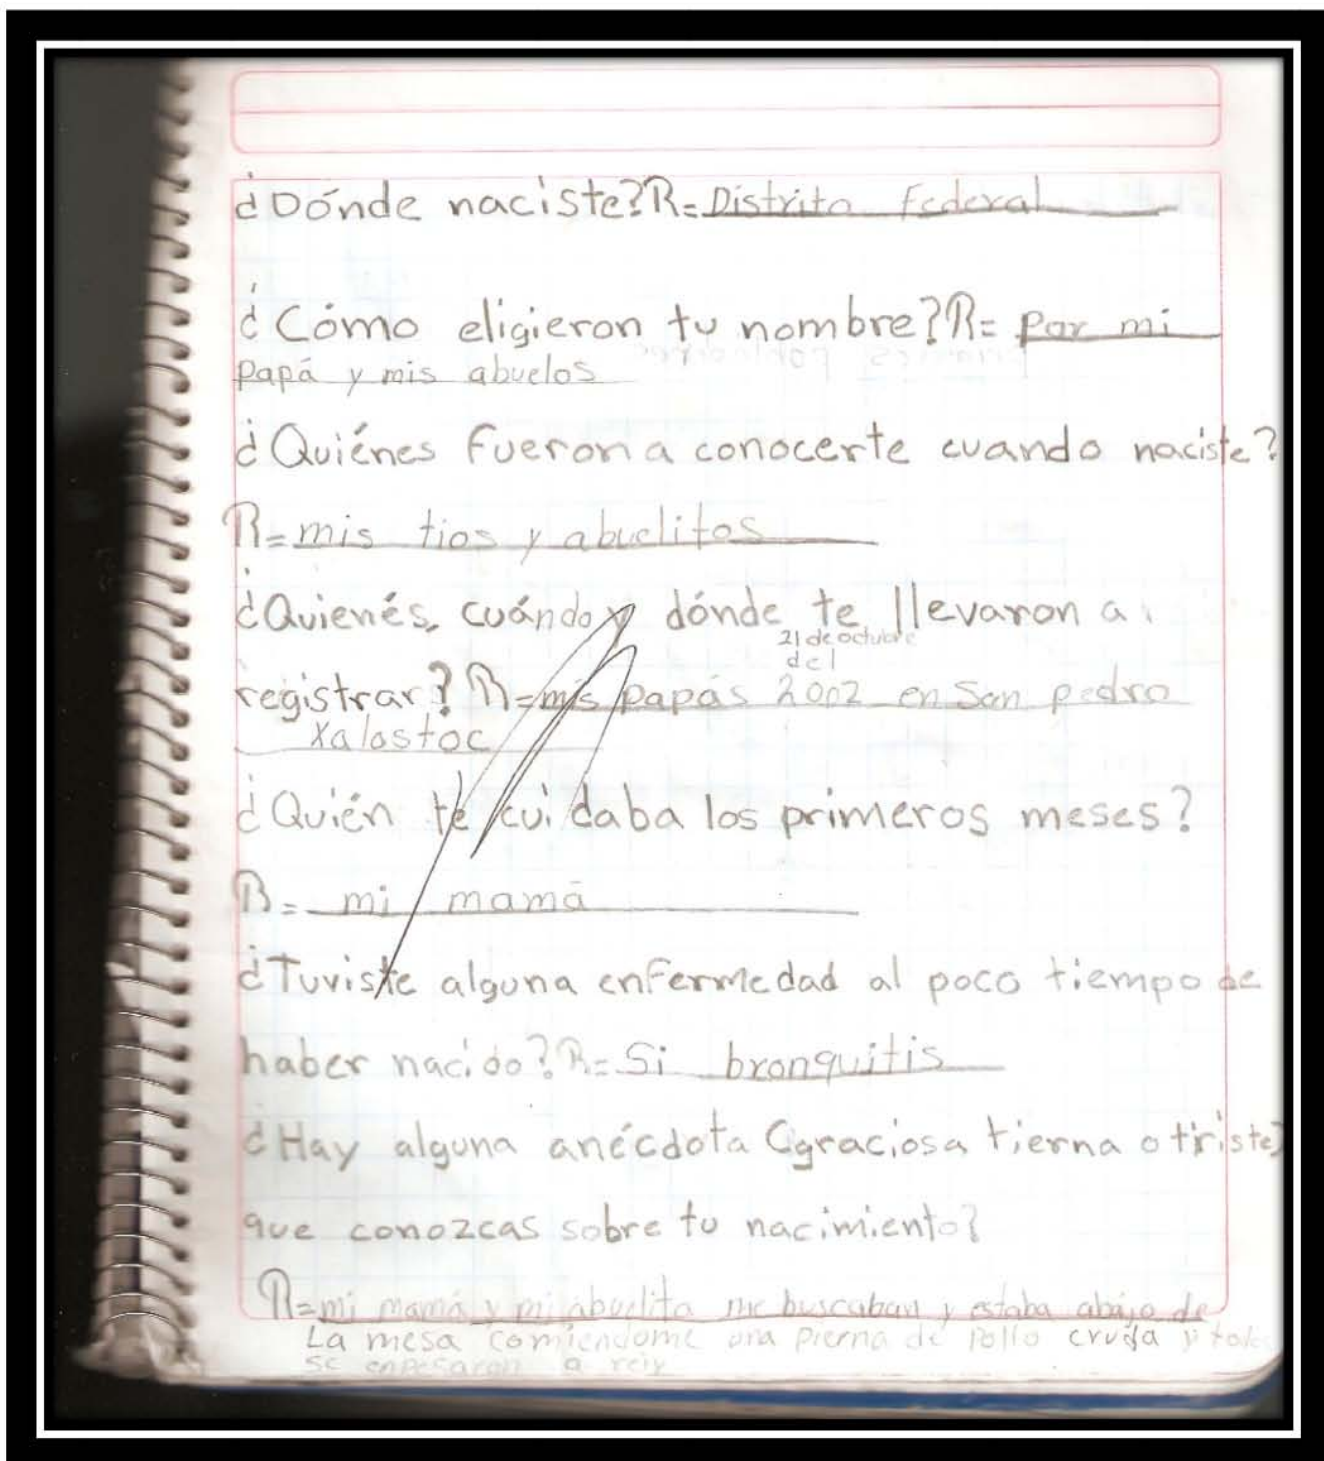 ¿Dónde naciste? R= Distrito Federal
¿Cómo eligieron tu nombre? R= Por mi
papá y mis abuelos
¿Quiénes fueron a conocerte cuando naciste?
R= mis tios y abuelitos
¿Quienés, cuándo y dónde te llevaron a
21 de octubre
del
registrar? R= mis papás 2002 en San pedro
Xalostoc
¿Quién te cuidaba los primeros meses?
R= mi mamá
¿Tuviste alguna enfermedad al poco tiempo de
haber nacido? R= Si bronquitis
¿Hay alguna anécdota (graciosa tierna o triste)
que conozcas sobre tu nacimiento?
R= mi mamá y mi abuelita me buscaban y estaba abajo de
La mesa comiendome una pierna de pollo cruda y
se enpesaron a reir